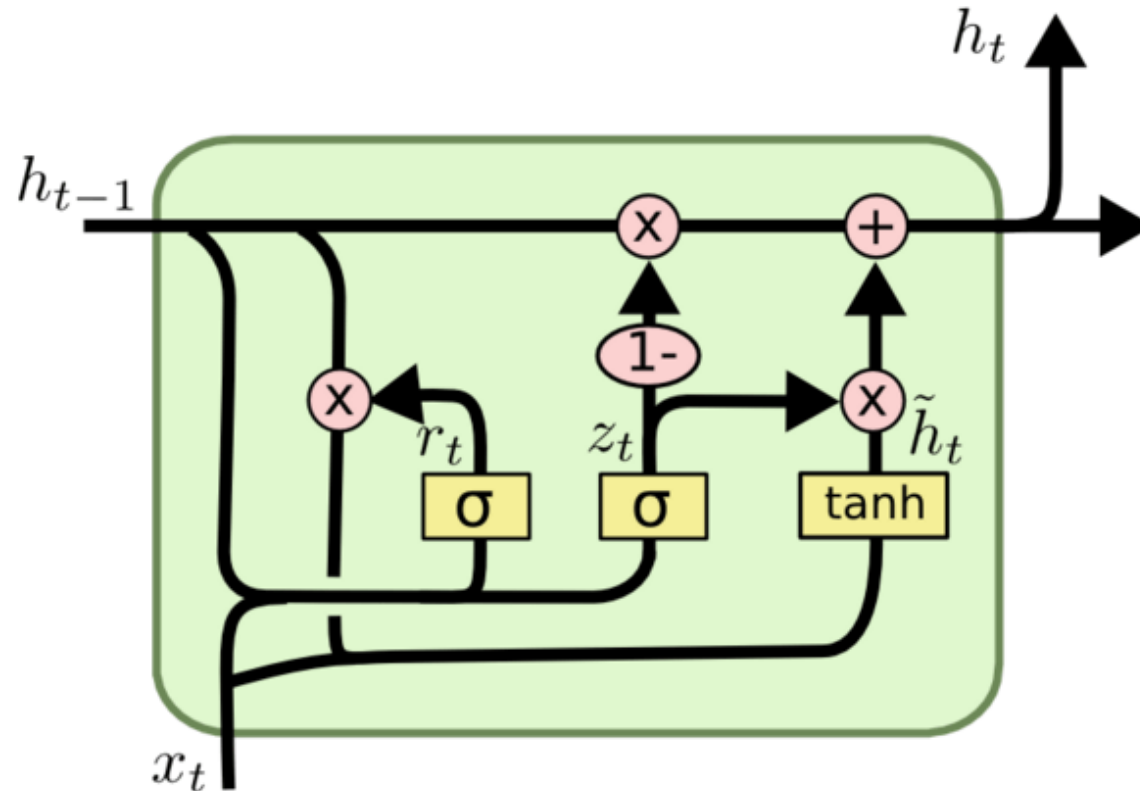 h_t
h_{t-1}
x +
1-
x x
r_t z_t h̃_t
σ σ tanh
x_t